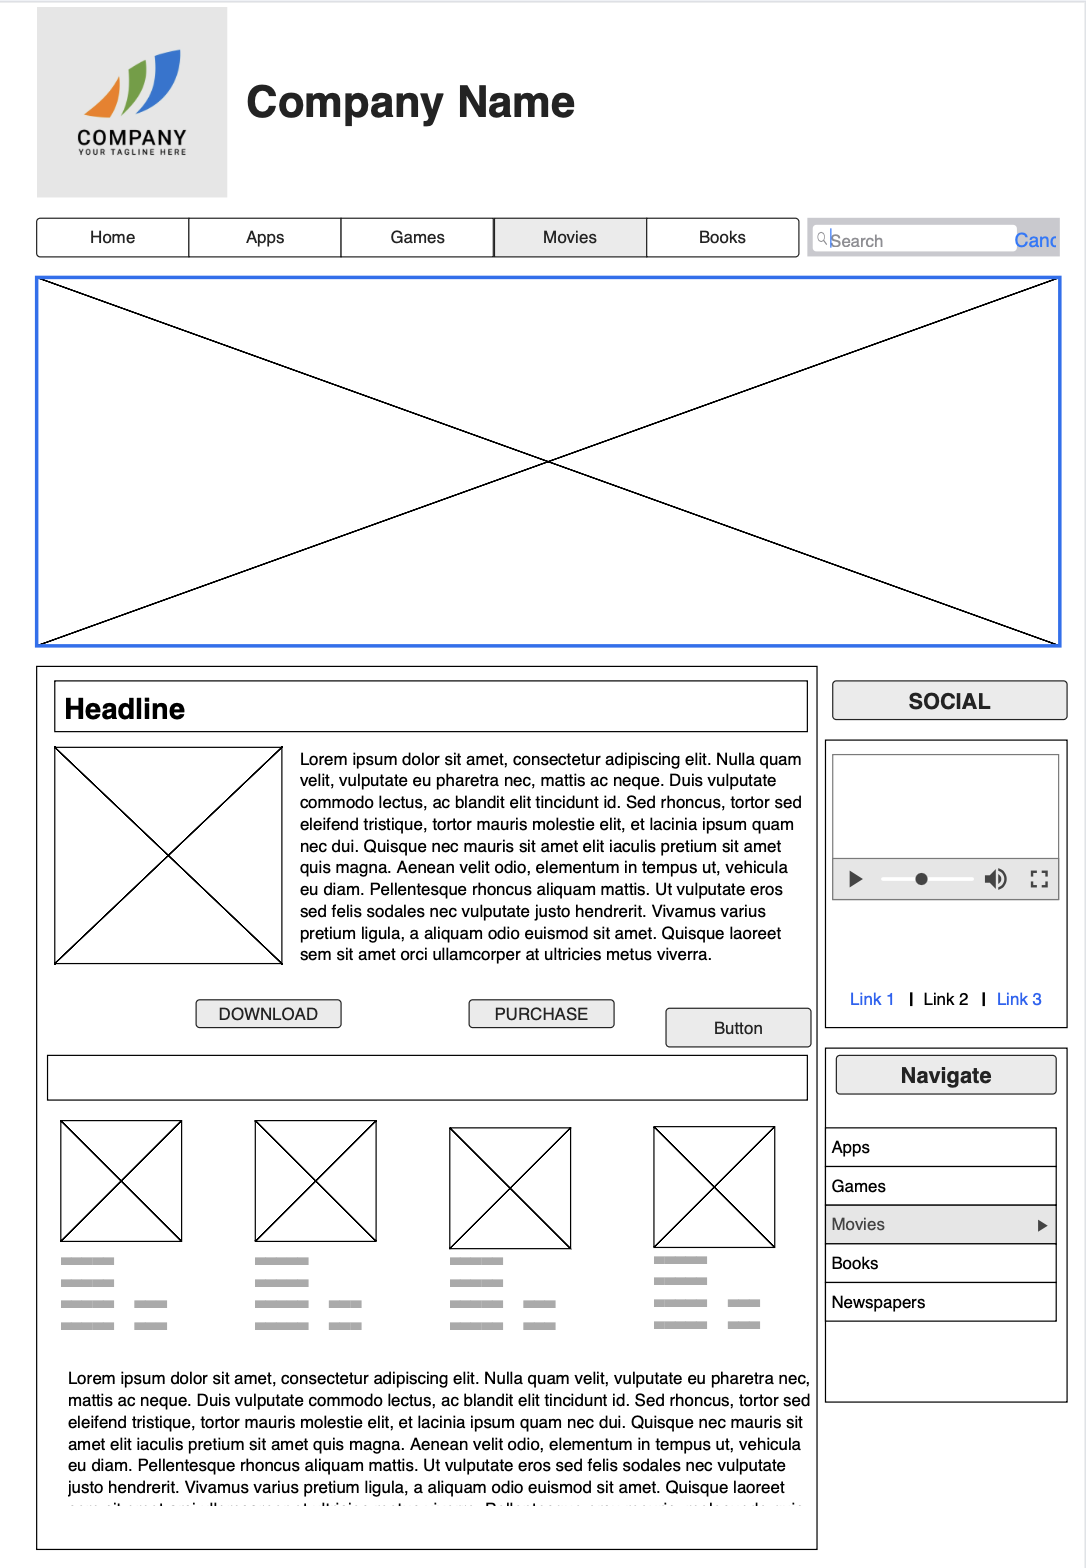 COMPANY
YOUR TAGLINE HERE
Company Name
Home
Apps
Games
Movies
Books
Search
Canc
Headline
Lorem ipsum dolor sit amet, consectetur adipiscing elit. Nulla quam
velit, vulputate eu pharetra nec, mattis ac neque. Duis vulputate
commodo lectus, ac blandit elit tincidunt id. Sed rhoncus, tortor sed
eleifend tristique, tortor mauris molestie elit, et lacinia ipsum quam
nec dui. Quisque nec mauris sit amet elit iaculis pretium sit amet
quis magna. Aenean velit odio, elementum in tempus ut, vehicula
eu diam. Pellentesque rhoncus aliquam mattis. Ut vulputate eros
sed felis sodales nec vulputate justo hendrerit. Vivamus varius
pretium ligula, a aliquam odio euismod sit amet. Quisque laoreet
sem sit amet orci ullamcorper at ultricies metus viverra.
DOWNLOAD
PURCHASE
Button
Lorem ipsum dolor sit amet, consectetur adipiscing elit. Nulla quam velit, vulputate eu pharetra nec,
mattis ac neque. Duis vulputate commodo lectus, ac blandit elit tincidunt id. Sed rhoncus, tortor sed
eleifend tristique, tortor mauris molestie elit, et lacinia ipsum quam nec dui. Quisque nec mauris sit
amet elit iaculis pretium sit amet quis magna. Aenean velit odio, elementum in tempus ut, vehicula
eu diam. Pellentesque rhoncus aliquam mattis. Ut vulputate eros sed felis sodales nec vulputate
justo hendrerit. Vivamus varius pretium ligula, a aliquam odio euismod sit amet. Quisque laoreet
SOCIAL
Link 1 | Link 2 | Link 3
Navigate
Apps
Games
Movies
Books
Newspapers